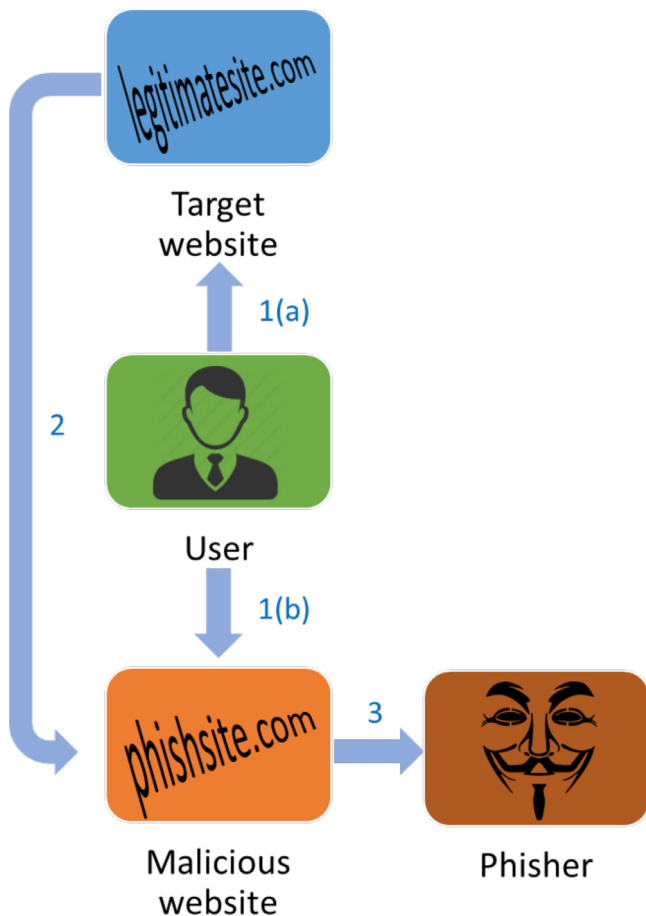 legitimatesite.com
Target
website
1(a)
2
User
1(b)
phishsite.com
3
Malicious
website
Phisher